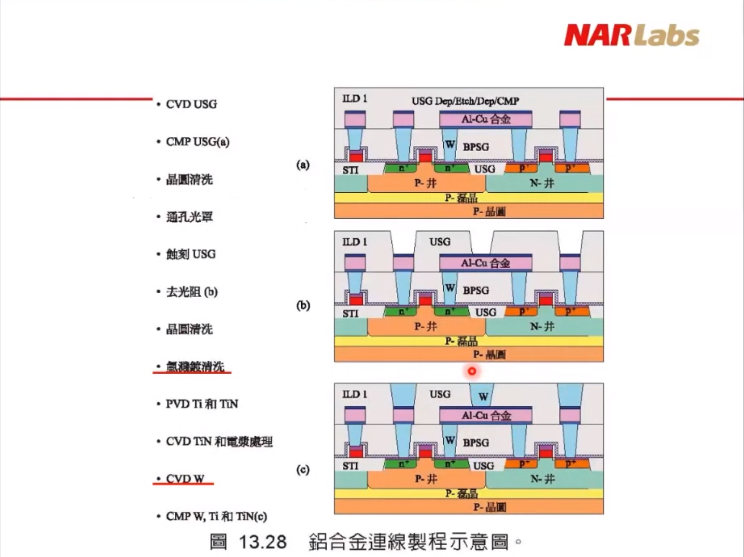 NARLabs
• CVD USG
• CMP USG(a)
• 晶圓清洗
• 通孔光罩
• 蝕刻 USG
• 去光阻 (b)
• 晶圓清洗
• 氬濺鍍清洗
• PVD Ti 和 TiN
• CVD TiN 和電漿處理
• CVD W
• CMP W, Ti 和 TiN(c)
(a)
ILD 1 USG Dep/Etch/Dep/CMP
Al-Cu 合金
W BPSG
STI n⁺ n⁺ USG p⁺ p⁺
P- 井 N- 井
P- 磊晶
P- 晶圓
(b)
ILD 1 USG
Al-Cu 合金
W BPSG
STI n⁺ n⁺ USG p⁺ p⁺
P- 井 N- 井
P- 磊晶
P- 晶圓
(c)
ILD 1 USG W
Al-Cu 合金
W BPSG
STI n⁺ n⁺ USG p⁺ p⁺
P- 井 N- 井
P- 磊晶
P- 晶圓
圖 13.28 鋁合金連線製程示意圖。